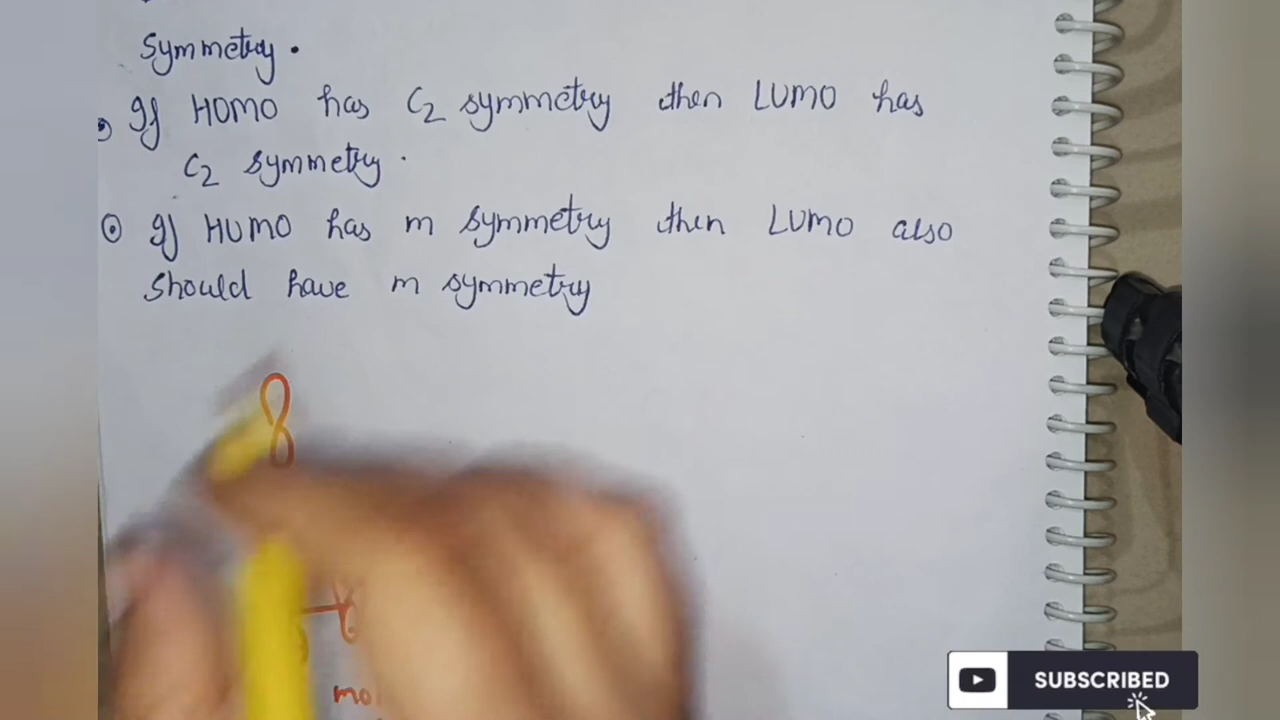 Symmetry.
If HOMO has C2 symmetry then LUMO has
C2 symmetry.
If HUMO has m symmetry then LUMO also
should have m symmetry
SUBSCRIBED